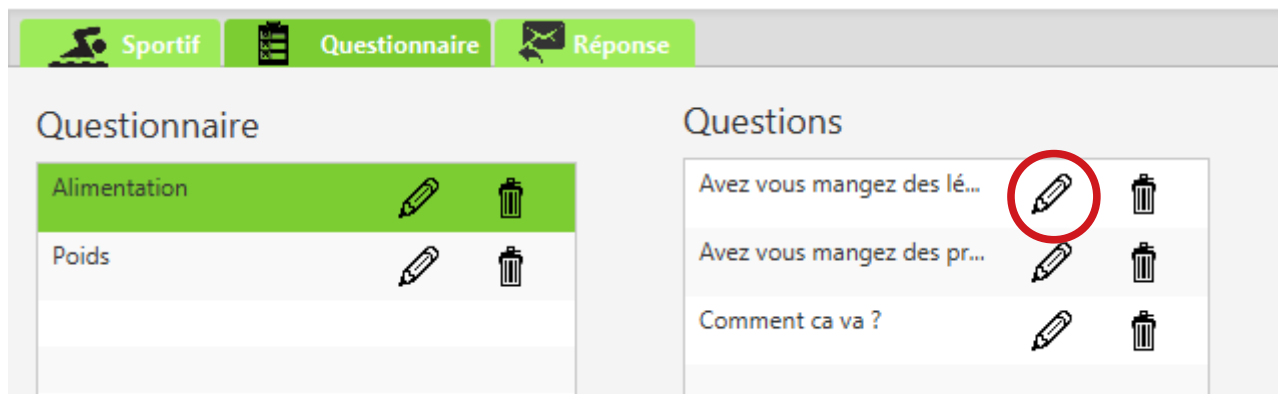 Sportif
Questionnaire
Réponse
Questionnaire
Alimentation
Poids
Questions
Avez vous mangez des lé...
Avez vous mangez des pr...
Comment ca va ?